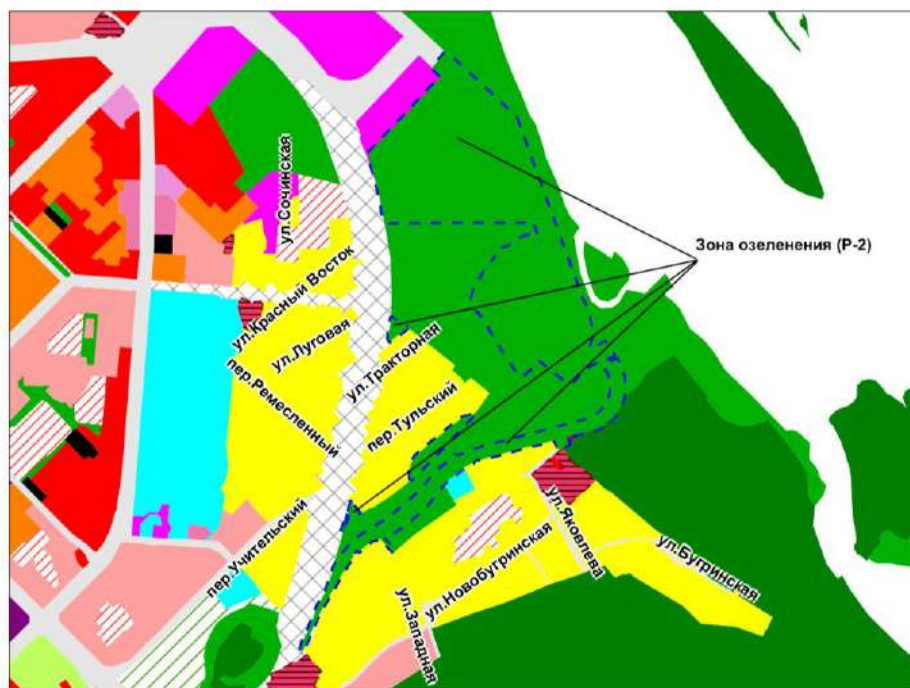 ул.Сочинская
Зона озеленения (Р-2)
ул.Красный Восток
ул.Луговая
ул.Тракторная
пер.Ремесленный
пер.Тульский
пер.Учительский
ул.Яковлева
ул.Бугринская
ул.Новобугринская
ул.Западная